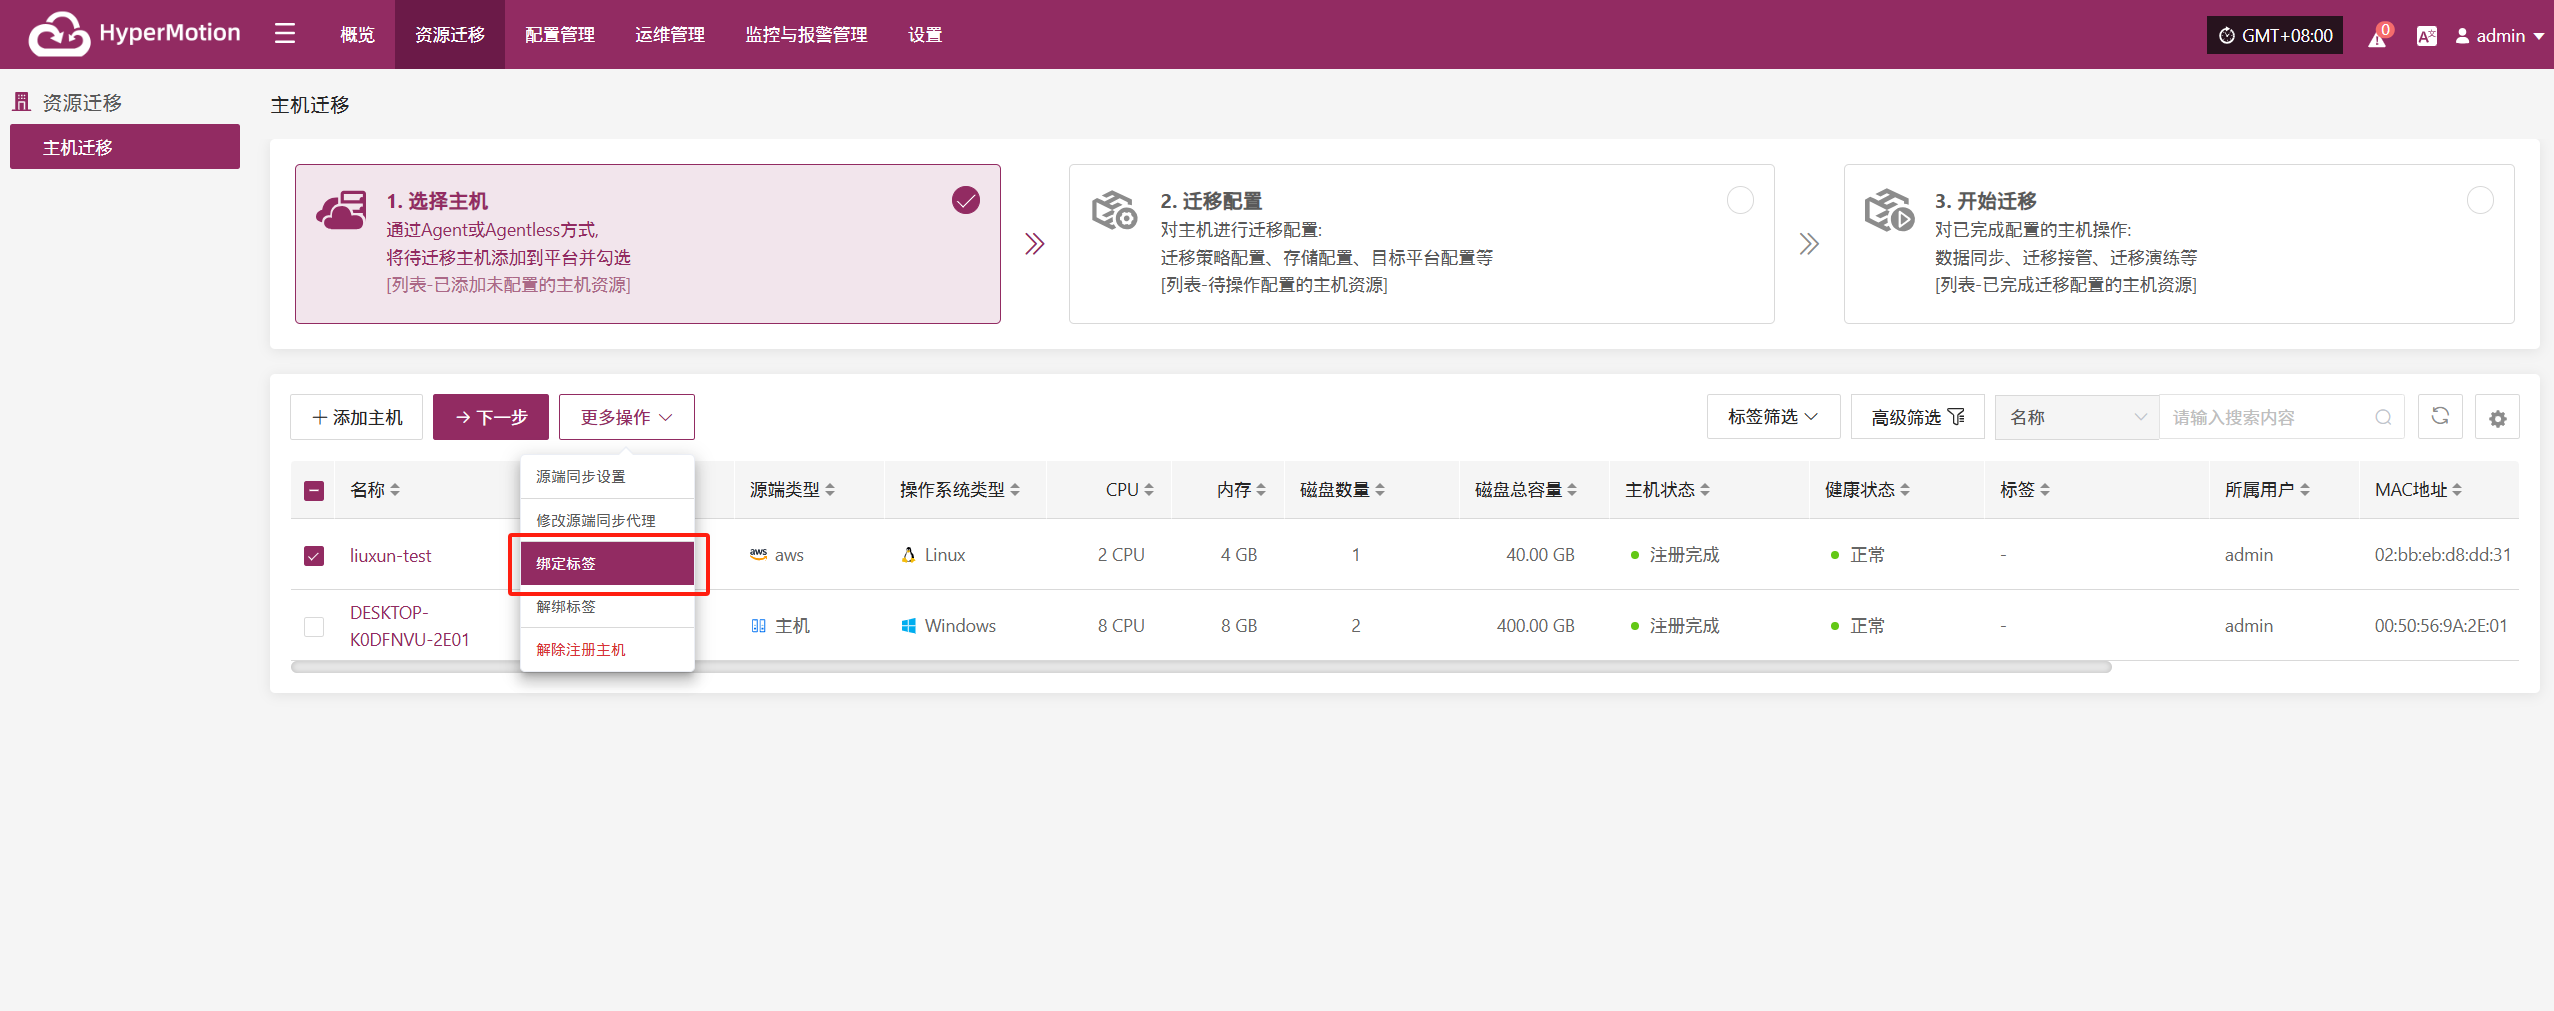 HyperMotion
概览
资源迁移
配置管理
运维管理
监控与报警管理
设置
GMT+08:00
0
admin
资源迁移
主机迁移
主机迁移
1. 选择主机
通过Agent或Agentless方式,
将待迁移主机添加到平台并勾选
[列表-已添加未配置的主机资源]
2. 迁移配置
对主机进行迁移配置:
迁移策略配置、存储配置、目标平台配置等
[列表-待操作配置的主机资源]
3. 开始迁移
对已完成配置的主机操作:
数据同步、迁移接管、迁移演练等
[列表-已完成迁移配置的主机资源]
添加主机
下一步
更多操作
标签筛选
高级筛选
名称
请输入搜索内容
源端同步设置
修改源端同步代理
绑定标签
解绑标签
解除注册主机
名称 源端类型 操作系统类型 CPU 内存 磁盘数量 磁盘总容量 主机状态 健康状态 标签 所属用户 MAC地址
liuxun-test aws aws Linux 2 CPU 4 GB 1 40.00 GB 注册完成 正常 - admin 02:bb:eb:d8:dd:31
DESKTOP-
K0DFNVU-2E01 主机 Windows 8 CPU 8 GB 2 400.00 GB 注册完成 正常 - admin 00:50:56:9A:2E:01